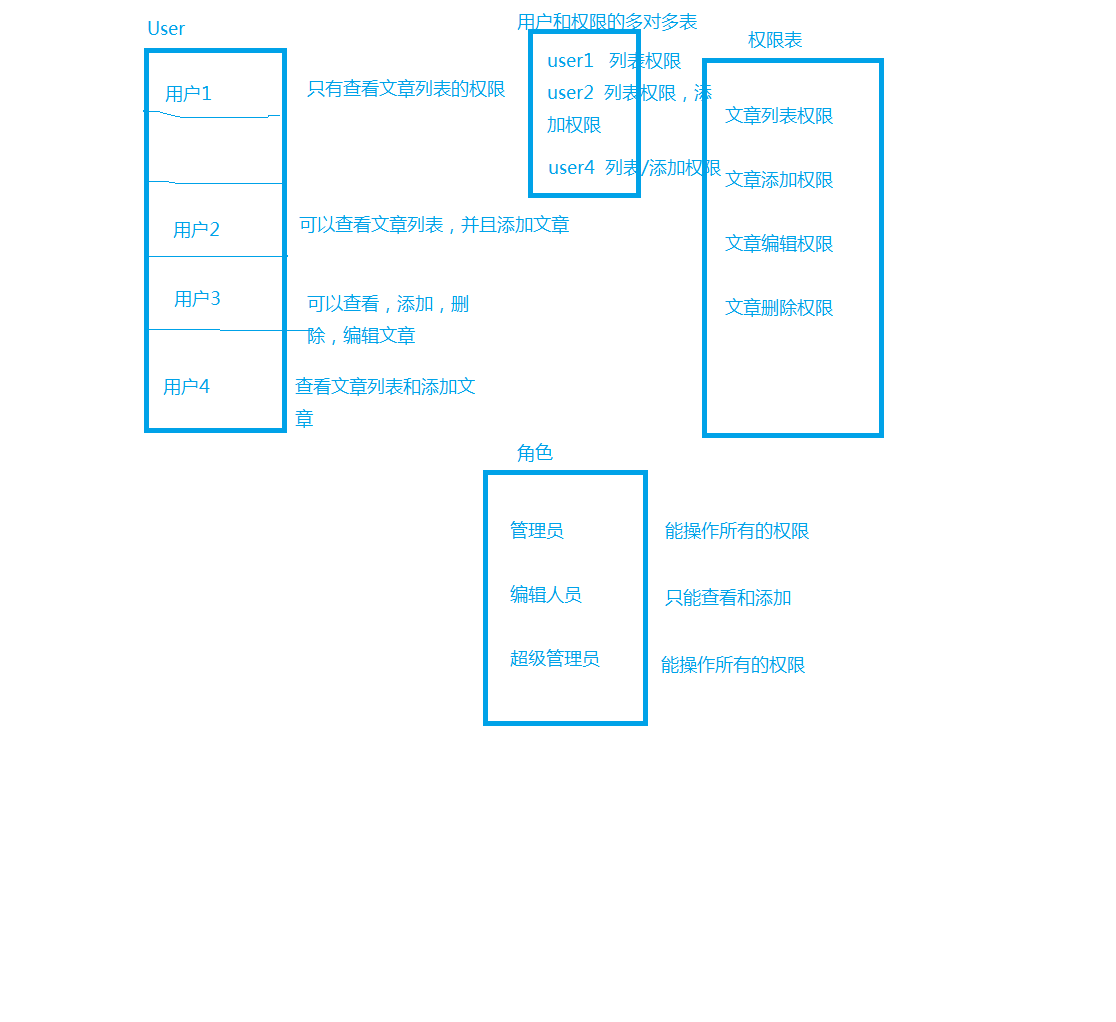 User
用户1
只有查看文章列表的权限
用户2
可以查看文章列表，并且添加文章
用户3
可以查看，添加，删
除，编辑文章
用户4
查看文章列表和添加文
章
用户和权限的多对多表
user1 列表权限
user2 列表权限，添
加权限
user4 列表/添加权限
权限表
文章列表权限
文章添加权限
文章编辑权限
文章删除权限
角色
管理员
能操作所有的权限
编辑人员
只能查看和添加
超级管理员
能操作所有的权限